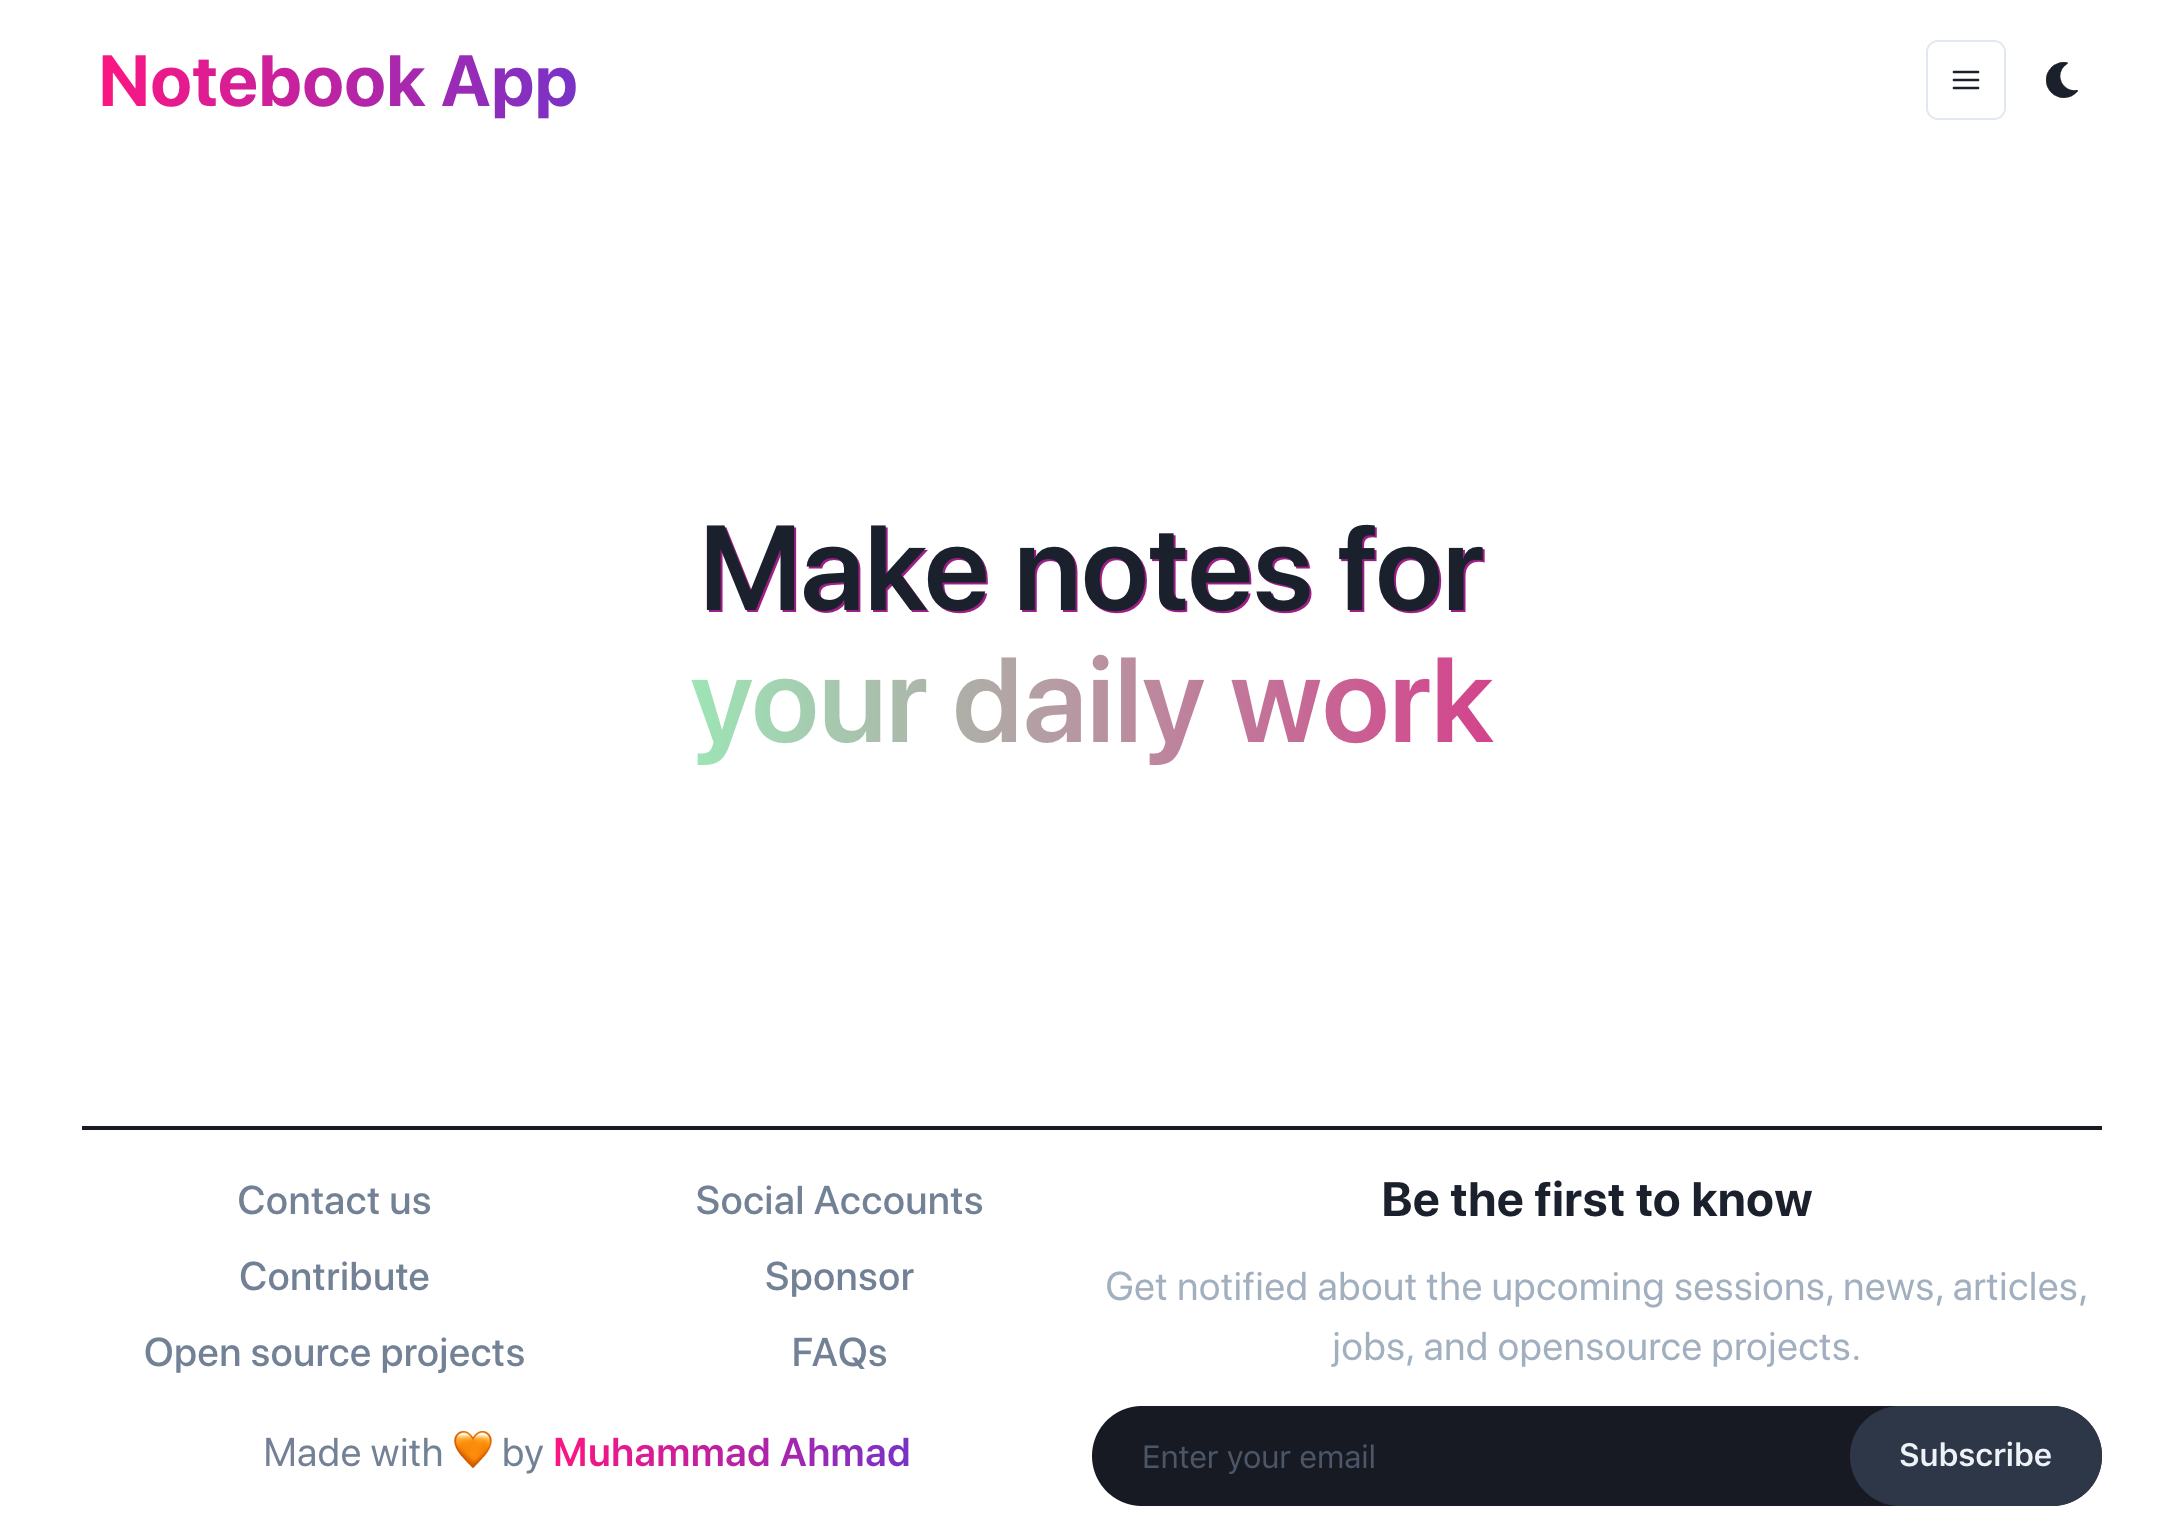 Notebook App
Make notes for
your daily work
Contact us
Contribute
Open source projects
Social Accounts
Sponsor
FAQs
Made with 🧡 by Muhammad Ahmad
Be the first to know
Get notified about the upcoming sessions, news, articles,
jobs, and opensource projects.
Enter your email
Subscribe